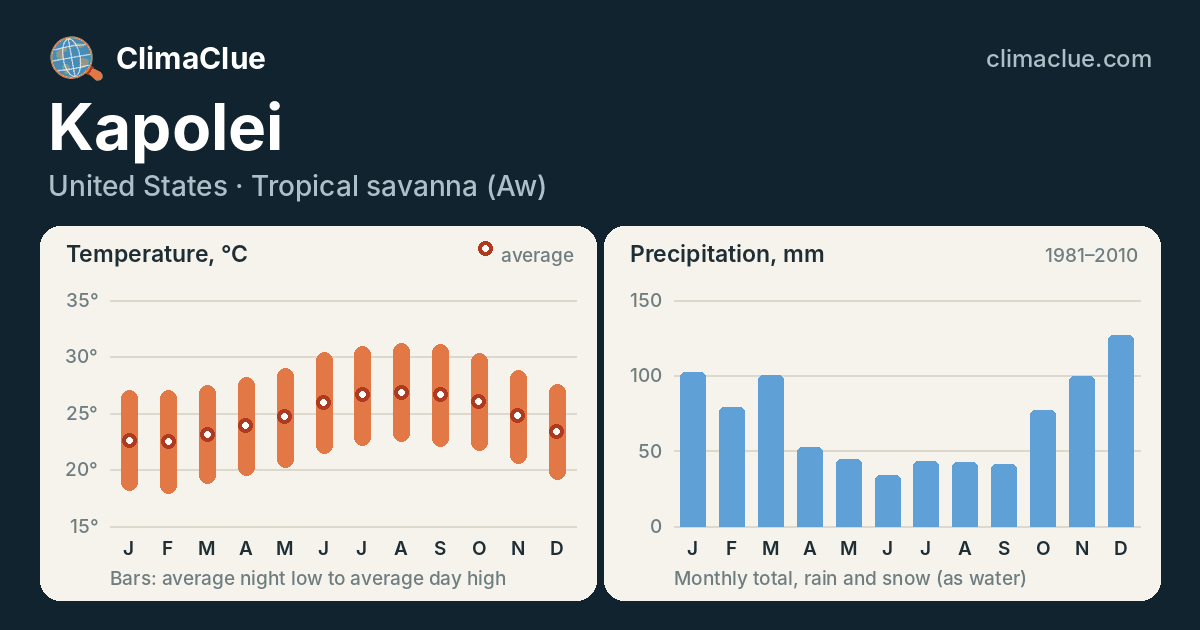 ClimaClue
climaclue.com
Kapolei
United States · Tropical savanna (Aw)
Temperature, °C
average
35°
30°
25°
20°
15°
J F M A M J J A S O N D
Bars: average night low to average day high
Precipitation, mm
1981–2010
150
100
50
0
J F M A M J J A S O N D
Monthly total, rain and snow (as water)